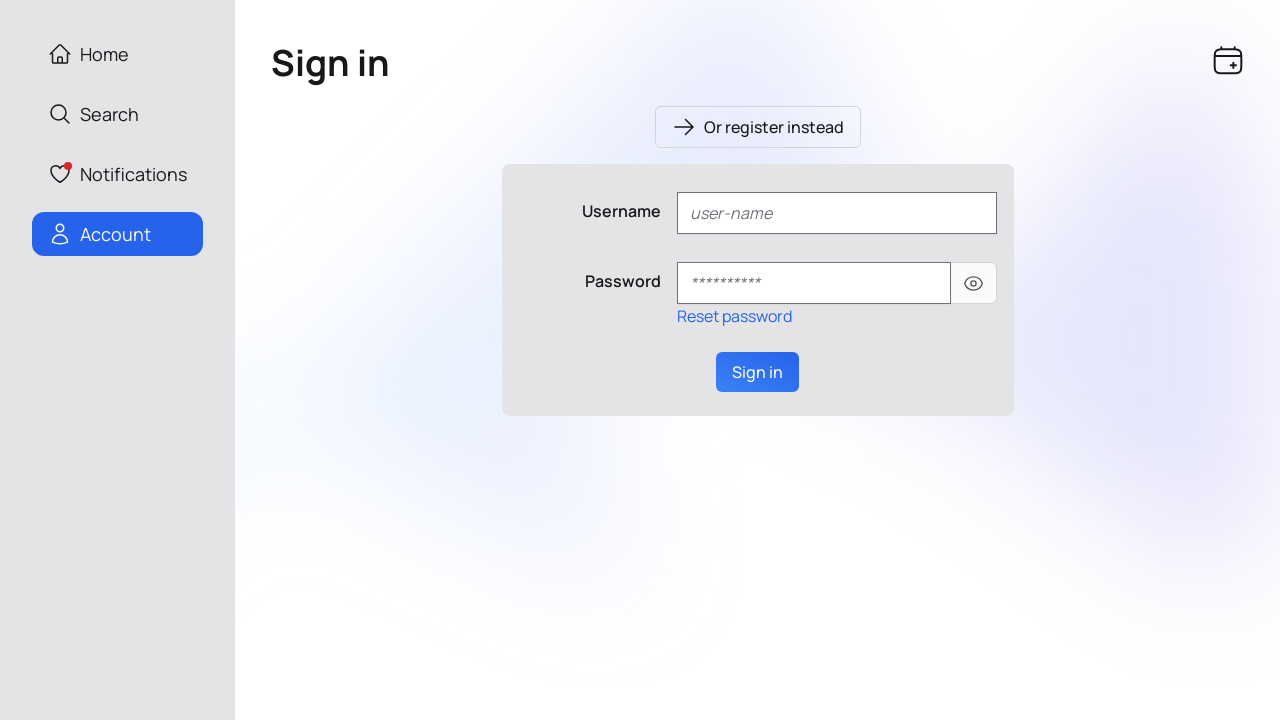 Home
Search
Notifications
Account
Sign in
Or register instead
Username
user-name
Password
**********
Reset password
Sign in